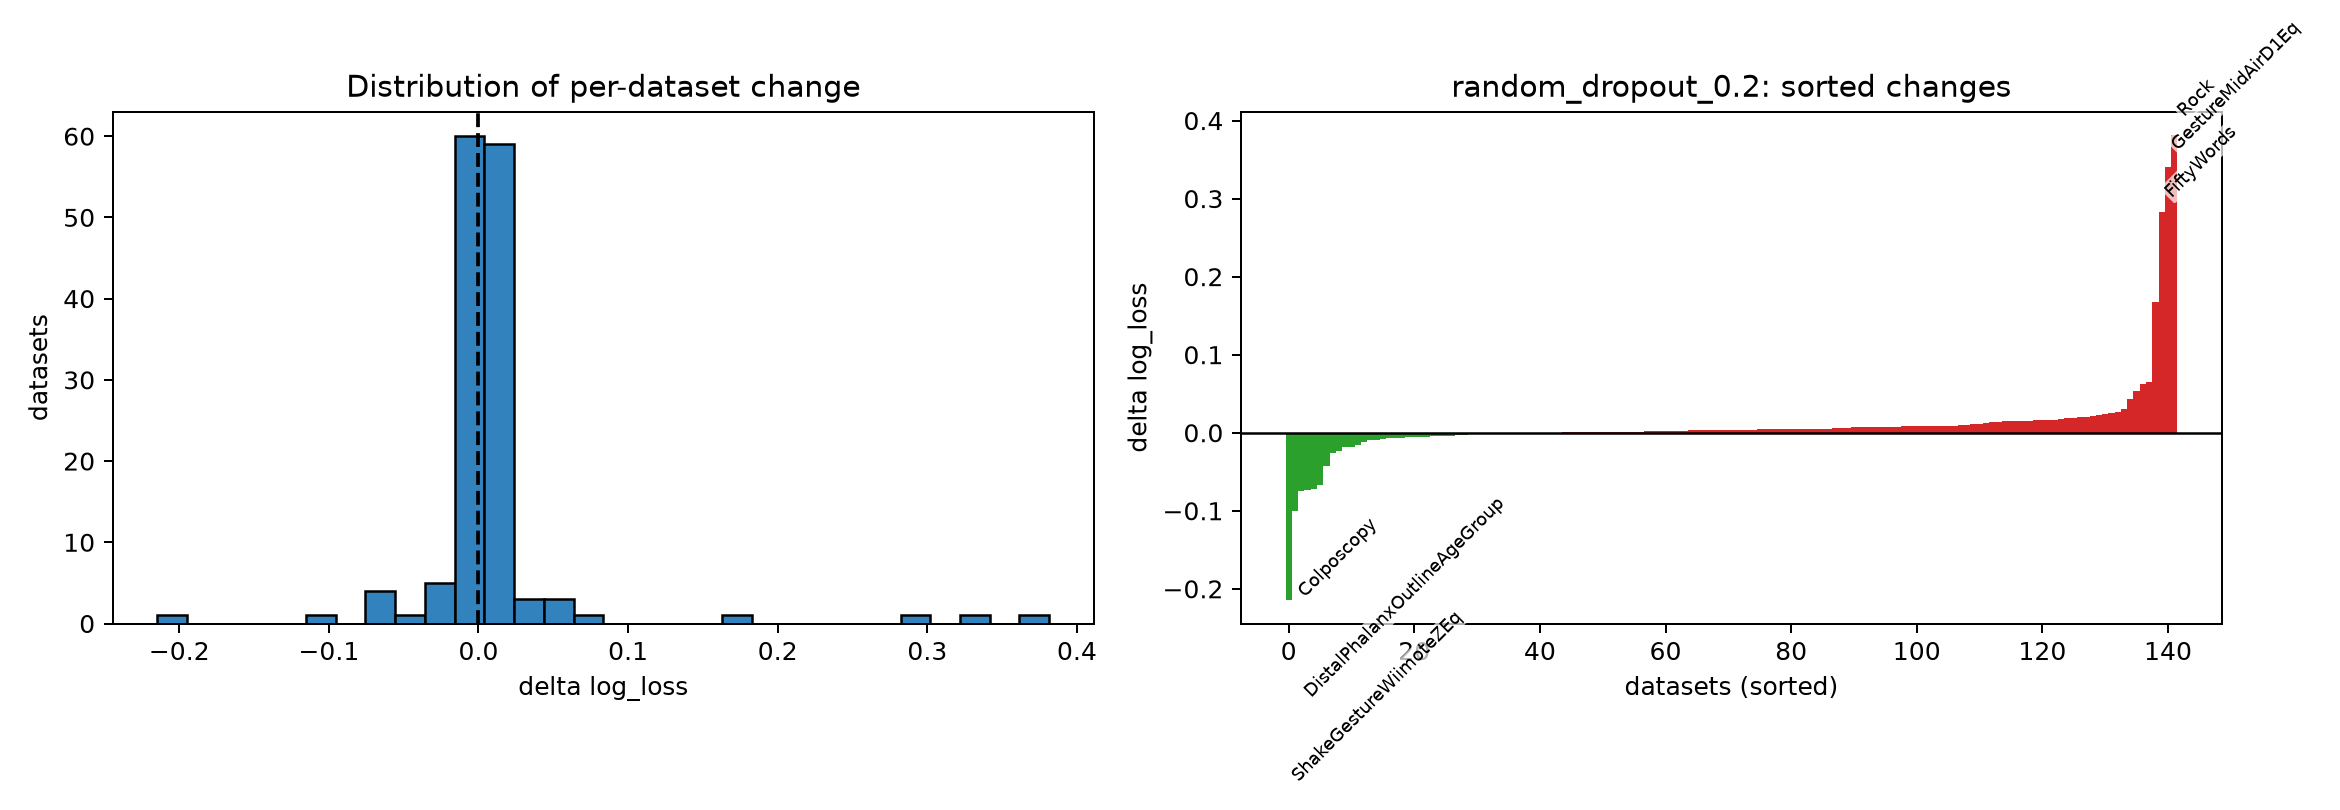 Distribution of per-dataset change
datasets
60
50
40
30
20
10
0
−0.2
−0.1
0.0
0.1
0.2
0.3
0.4
delta log_loss
random_dropout_0.2: sorted changes
delta log_loss
0.4
0.3
0.2
0.1
0.0
−0.1
−0.2
Rock
GestureMidAirD1Eq
FiftyWords
Colposcopy
DistalPhalanxOutlineAgeGroup
ShakeGestureWiimoteZEq
0
20
40
60
80
100
120
140
datasets (sorted)